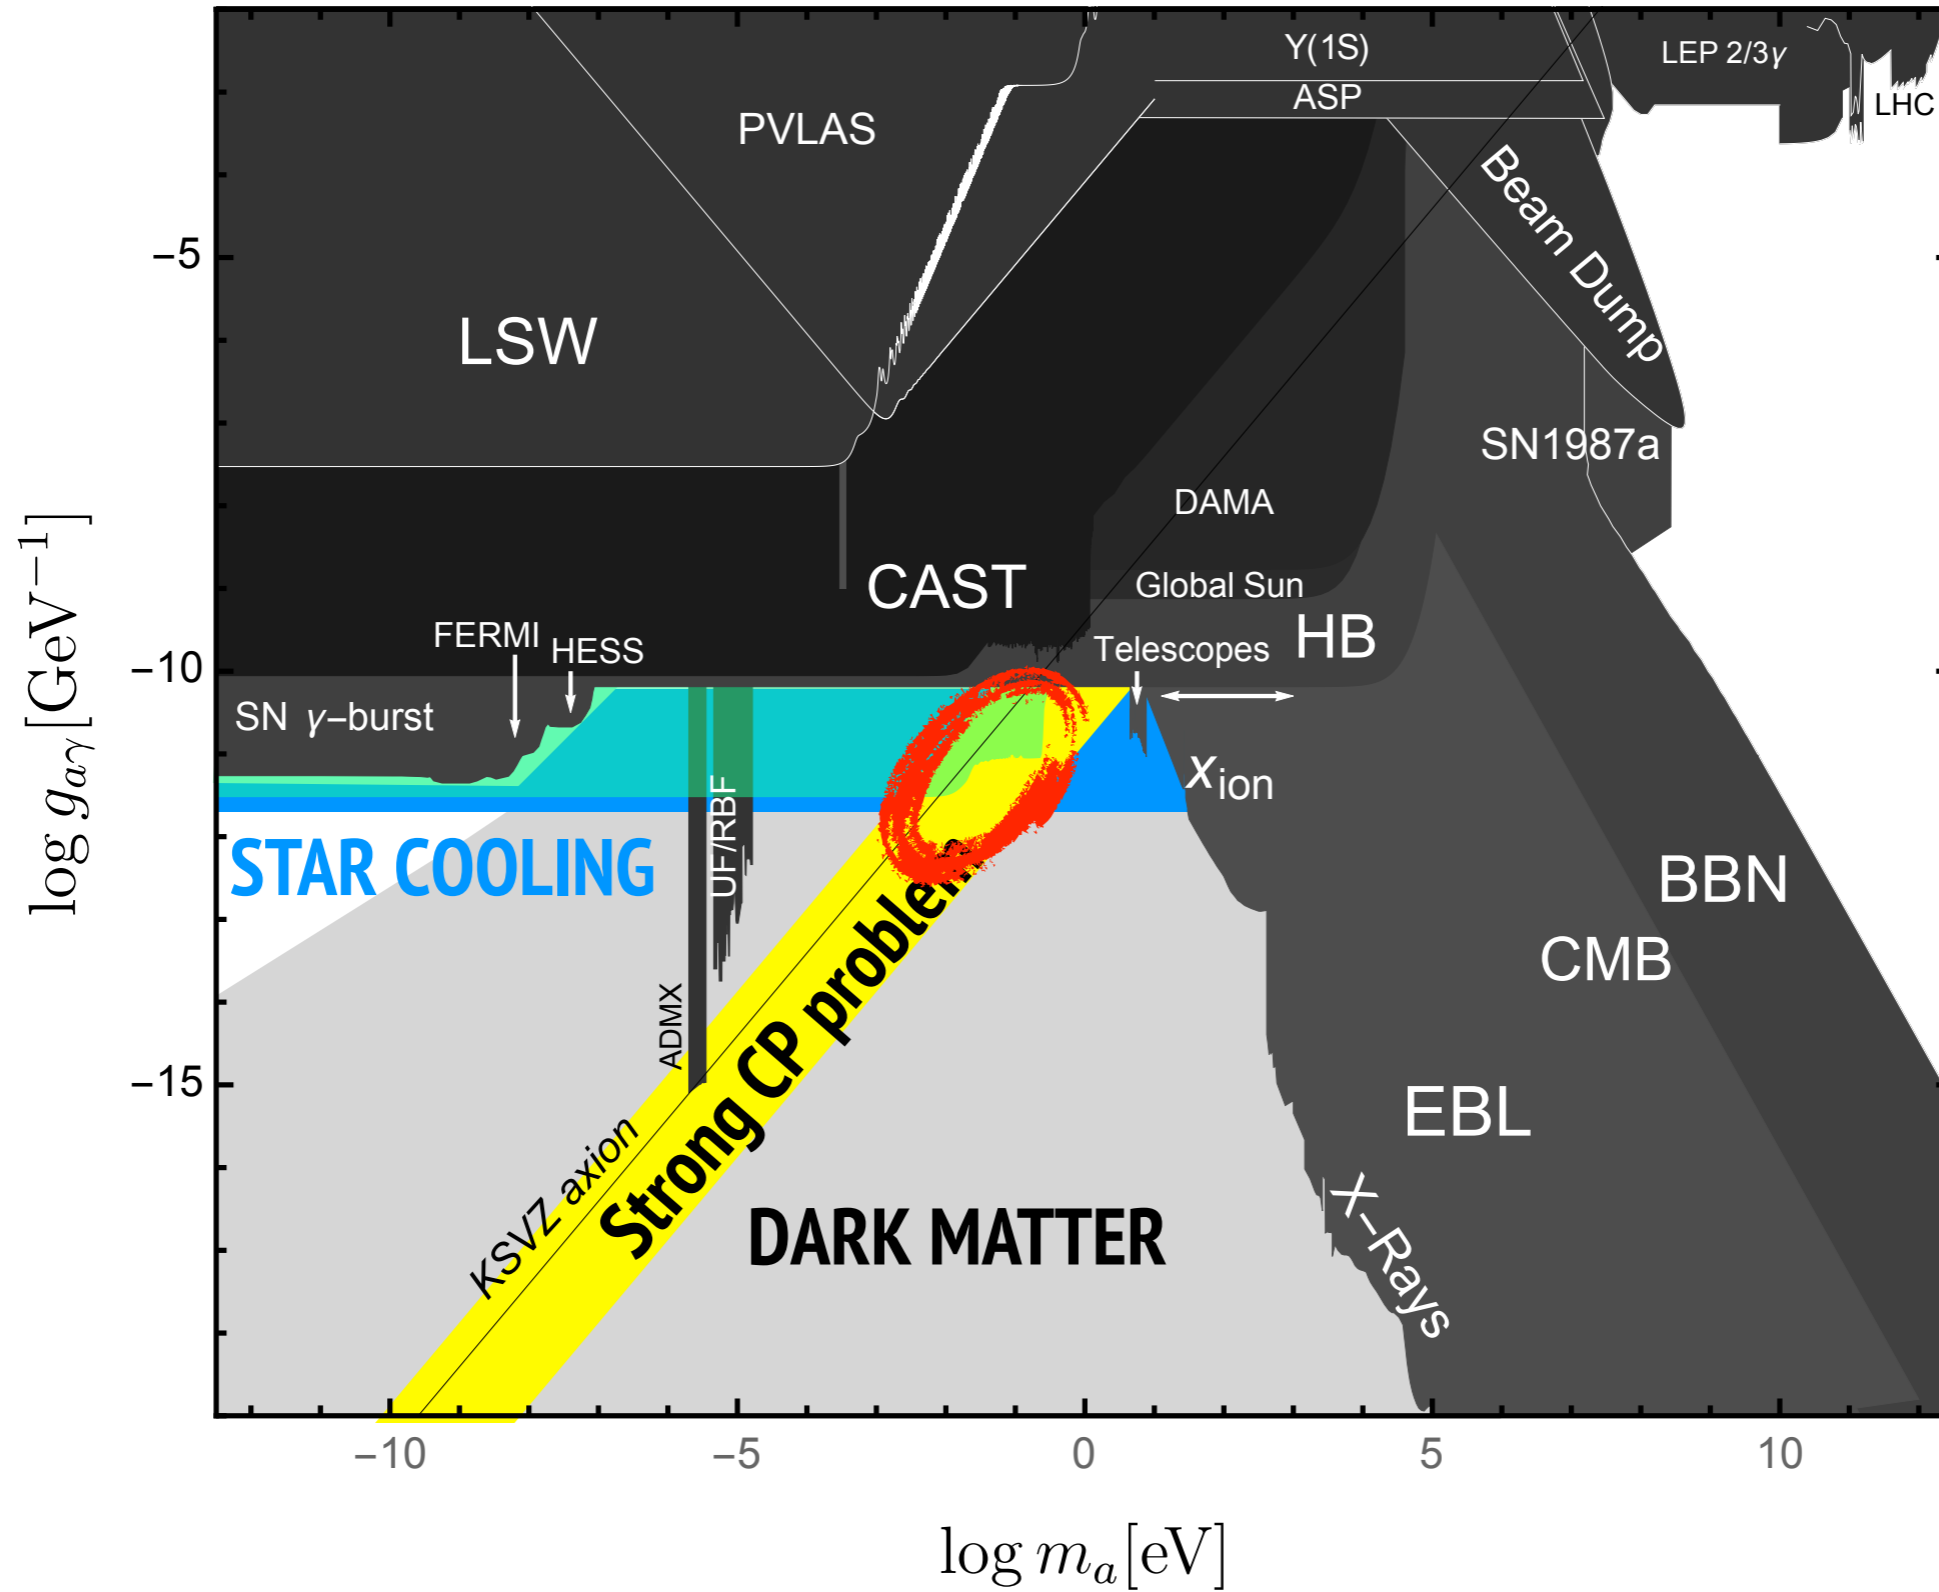 Y(1S)
LEP 2/3γ
ASP
LHC
PVLAS
Beam Dump
−5
LSW
SN1987a
DAMA
CAST
Global Sun
FERMI
HESS
Telescopes
HB
−10
SN γ−burst
x_ion
UF/RBF
STAR COOLING
BBN
Strong CP problem
CMB
ADMX
−15
EBL
KSVZ axion
X−Rays
DARK MATTER
log g_{aγ} [GeV^{−1}]
−10 −5 0 5 10
log m_a [eV]